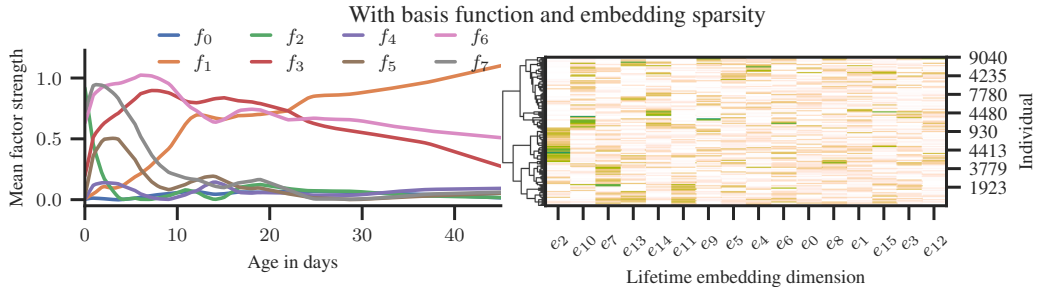 With basis function and embedding sparsity
f0 f2 f4 f6
f1 f3 f5 f7
Mean factor strength
1.0
0.5
0.0
0 10 20 30 40
Age in days
9040
4235
7780
4480
930
4413
3779
1923
Individual
e2 e10 e7 e13 e14 e11 e9 e5 e4 e6 e0 e8 e1 e15 e3 e12
Lifetime embedding dimension